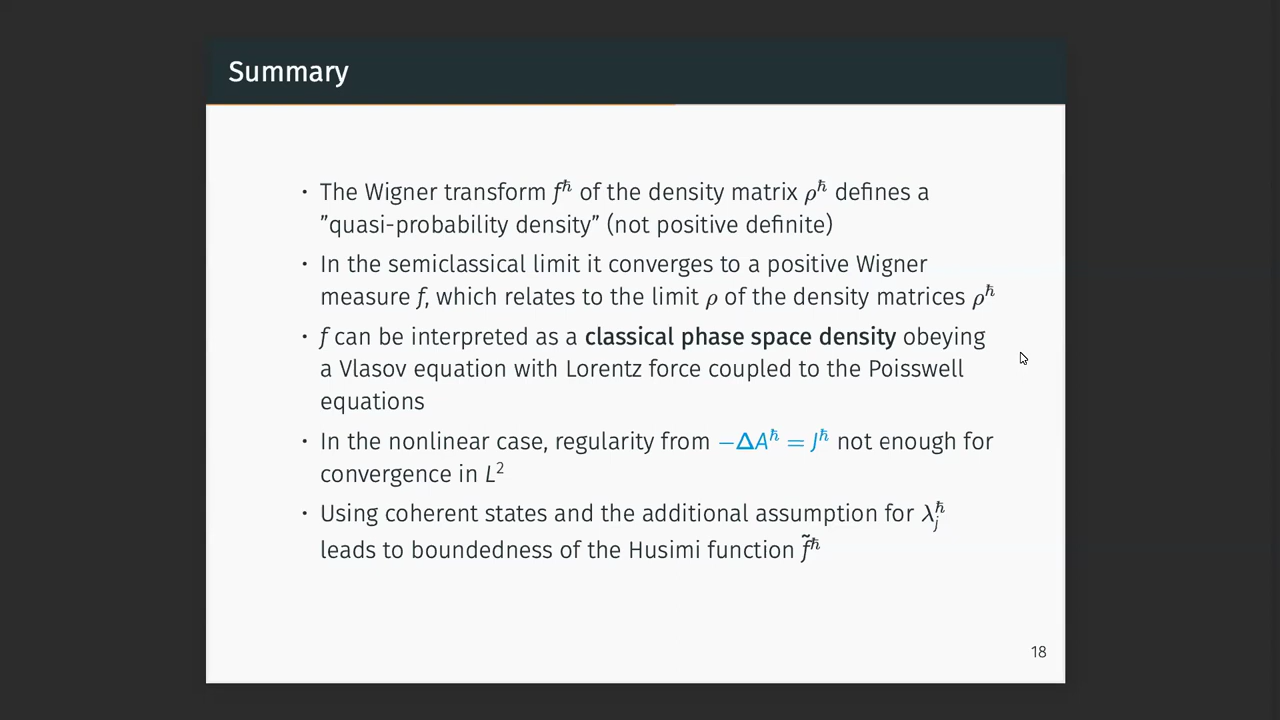 Summary
• The Wigner transform f^ħ of the density matrix ρ^ħ defines a
”quasi-probability density” (not positive definite)
• In the semiclassical limit it converges to a positive Wigner
measure f, which relates to the limit ρ of the density matrices ρ^ħ
• f can be interpreted as a classical phase space density obeying
a Vlasov equation with Lorentz force coupled to the Poisswell
equations
• In the nonlinear case, regularity from −ΔA^ħ = J^ħ not enough for
convergence in L²
• Using coherent states and the additional assumption for λ_j^ħ
leads to boundedness of the Husimi function f̃^ħ
18